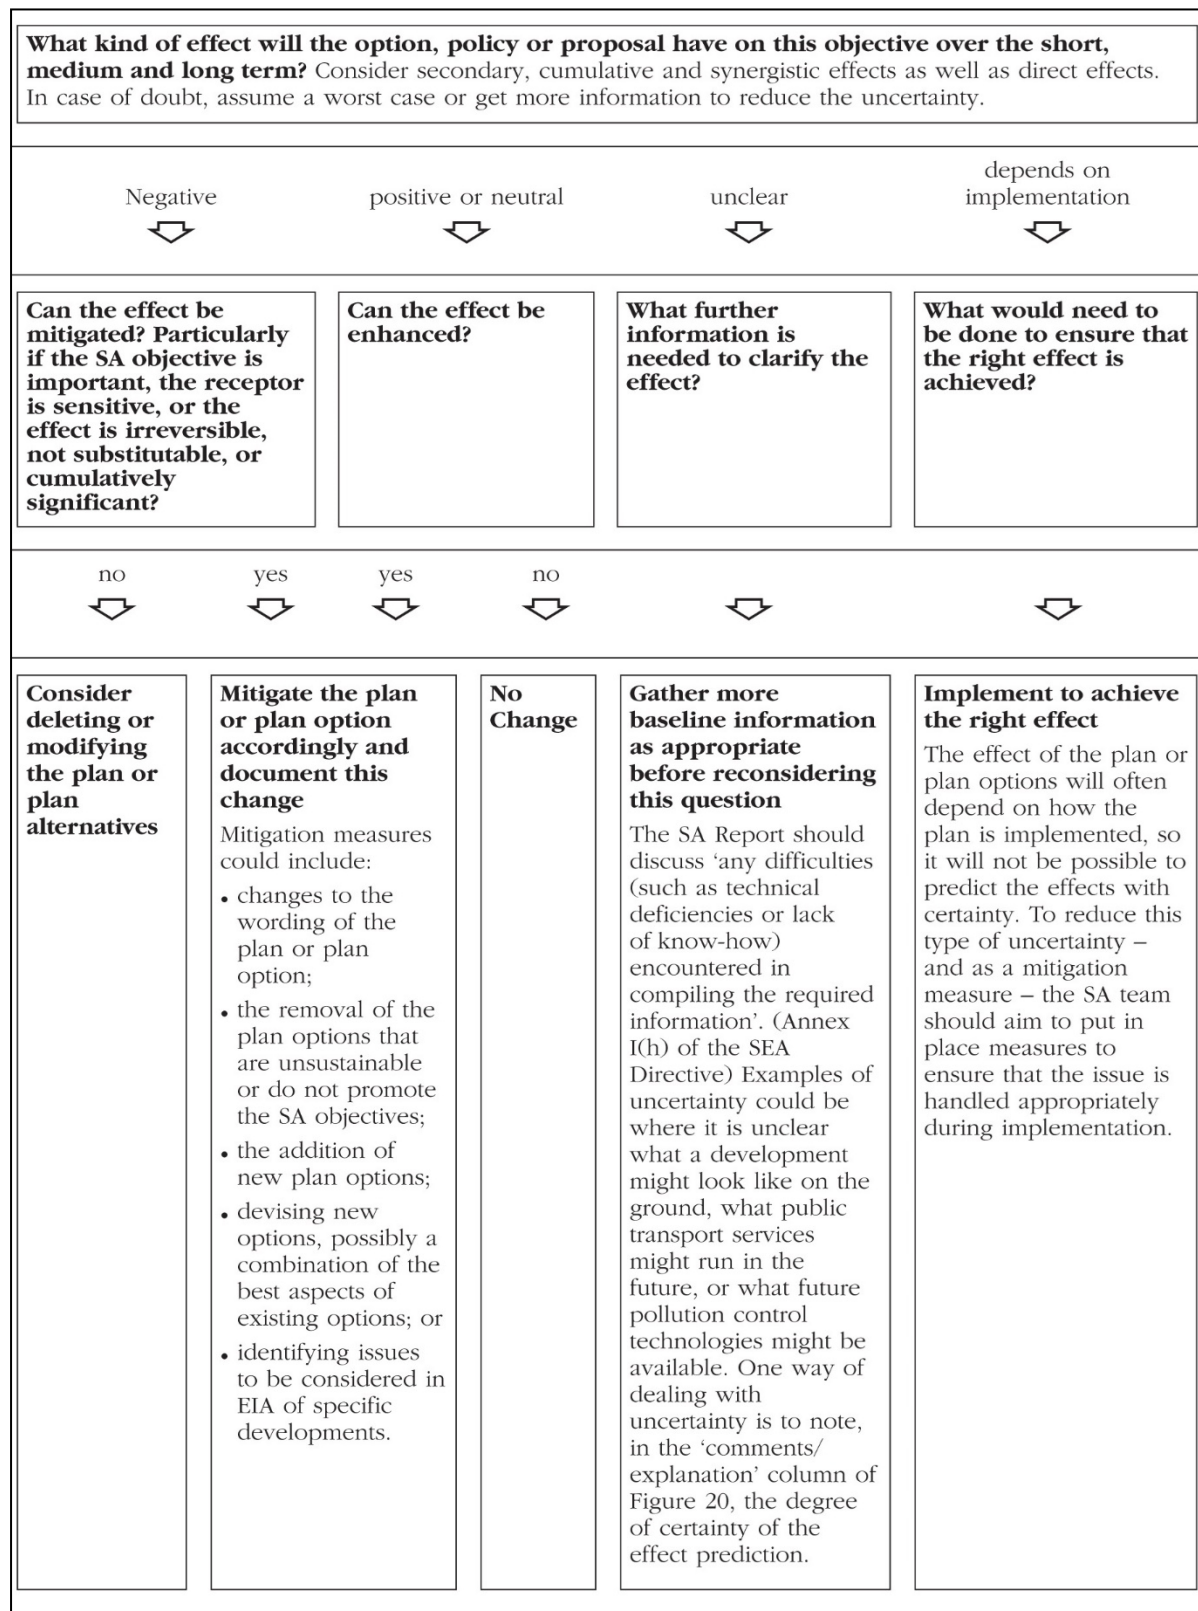 What kind of effect will the option, policy or proposal have on this objective over the short,
medium and long term? Consider secondary, cumulative and synergistic effects as well as direct effects.
In case of doubt, assume a worst case or get more information to reduce the uncertainty.
Negative
positive or neutral
unclear
depends on
implementation
Can the effect be
mitigated? Particularly
if the SA objective is
important, the receptor
is sensitive, or the
effect is irreversible,
not substitutable, or
cumulatively
significant?
Can the effect be
enhanced?
What further
information is
needed to clarify the
effect?
What would need to
be done to ensure that
the right effect is
achieved?
no
yes
yes
no
Consider
deleting or
modifying
the plan or
plan
alternatives
Mitigate the plan
or plan option
accordingly and
document this
change
Mitigation measures
could include:
• changes to the
wording of the
plan or plan
option;
• the removal of the
plan options that
are unsustainable
or do not promote
the SA objectives;
• the addition of
new plan options;
• devising new
options, possibly a
combination of the
best aspects of
existing options; or
• identifying issues
to be considered in
EIA of specific
developments.
No
Change
Gather more
baseline information
as appropriate
before reconsidering
this question
The SA Report should
discuss ‘any difficulties
(such as technical
deficiencies or lack
of know-how)
encountered in
compiling the required
information’. (Annex
I(h) of the SEA
Directive) Examples of
uncertainty could be
where it is unclear
what a development
might look like on the
ground, what public
transport services
might run in the
future, or what future
pollution control
technologies might be
available. One way of
dealing with
uncertainty is to note,
in the ‘comments/
explanation’ column of
Figure 20, the degree
of certainty of the
effect prediction.
Implement to achieve
the right effect
The effect of the plan or
plan options will often
depend on how the
plan is implemented, so
it will not be possible to
predict the effects with
certainty. To reduce this
type of uncertainty –
and as a mitigation
measure – the SA team
should aim to put in
place measures to
ensure that the issue is
handled appropriately
during implementation.